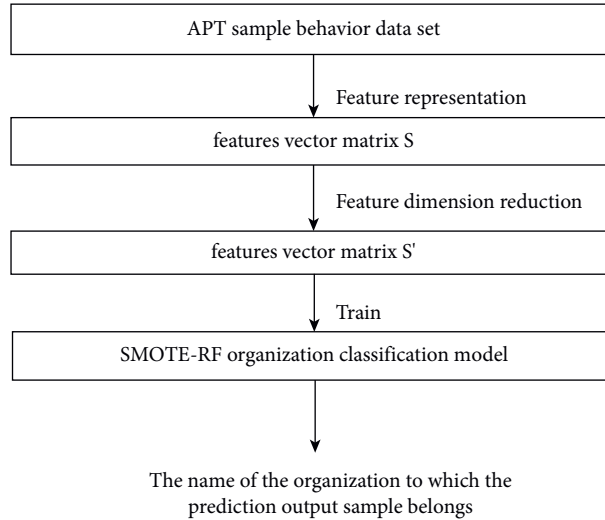 APT sample behavior data set
Feature representation
features vector matrix S
Feature dimension reduction
features vector matrix S'
Train
SMOTE-RF organization classification model
The name of the organization to which the
prediction output sample belongs